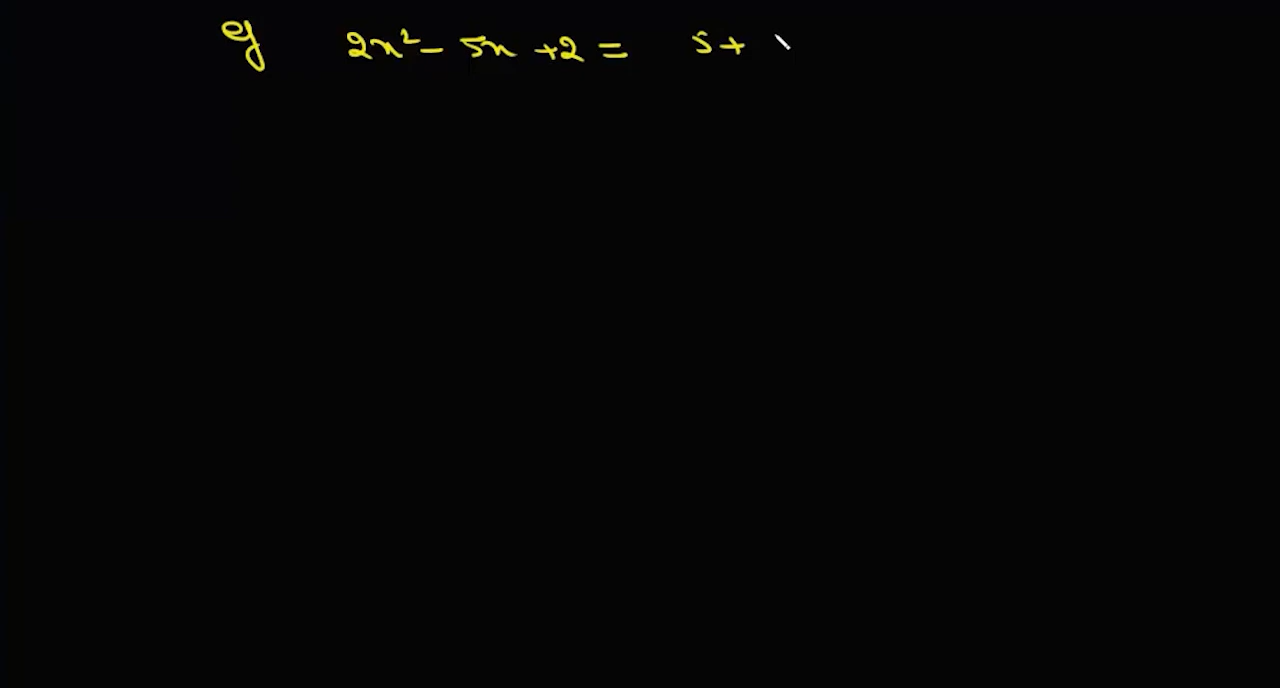 eg 2x² - 5x + 2 = 5 +